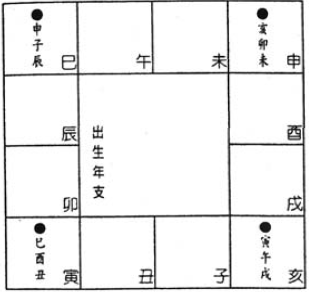 ●申子辰 巳
午
未
●亥卯未 申
辰
酉
出生年支
卯
戌
●巳酉丑 寅
丑
子
●寅午戌 亥